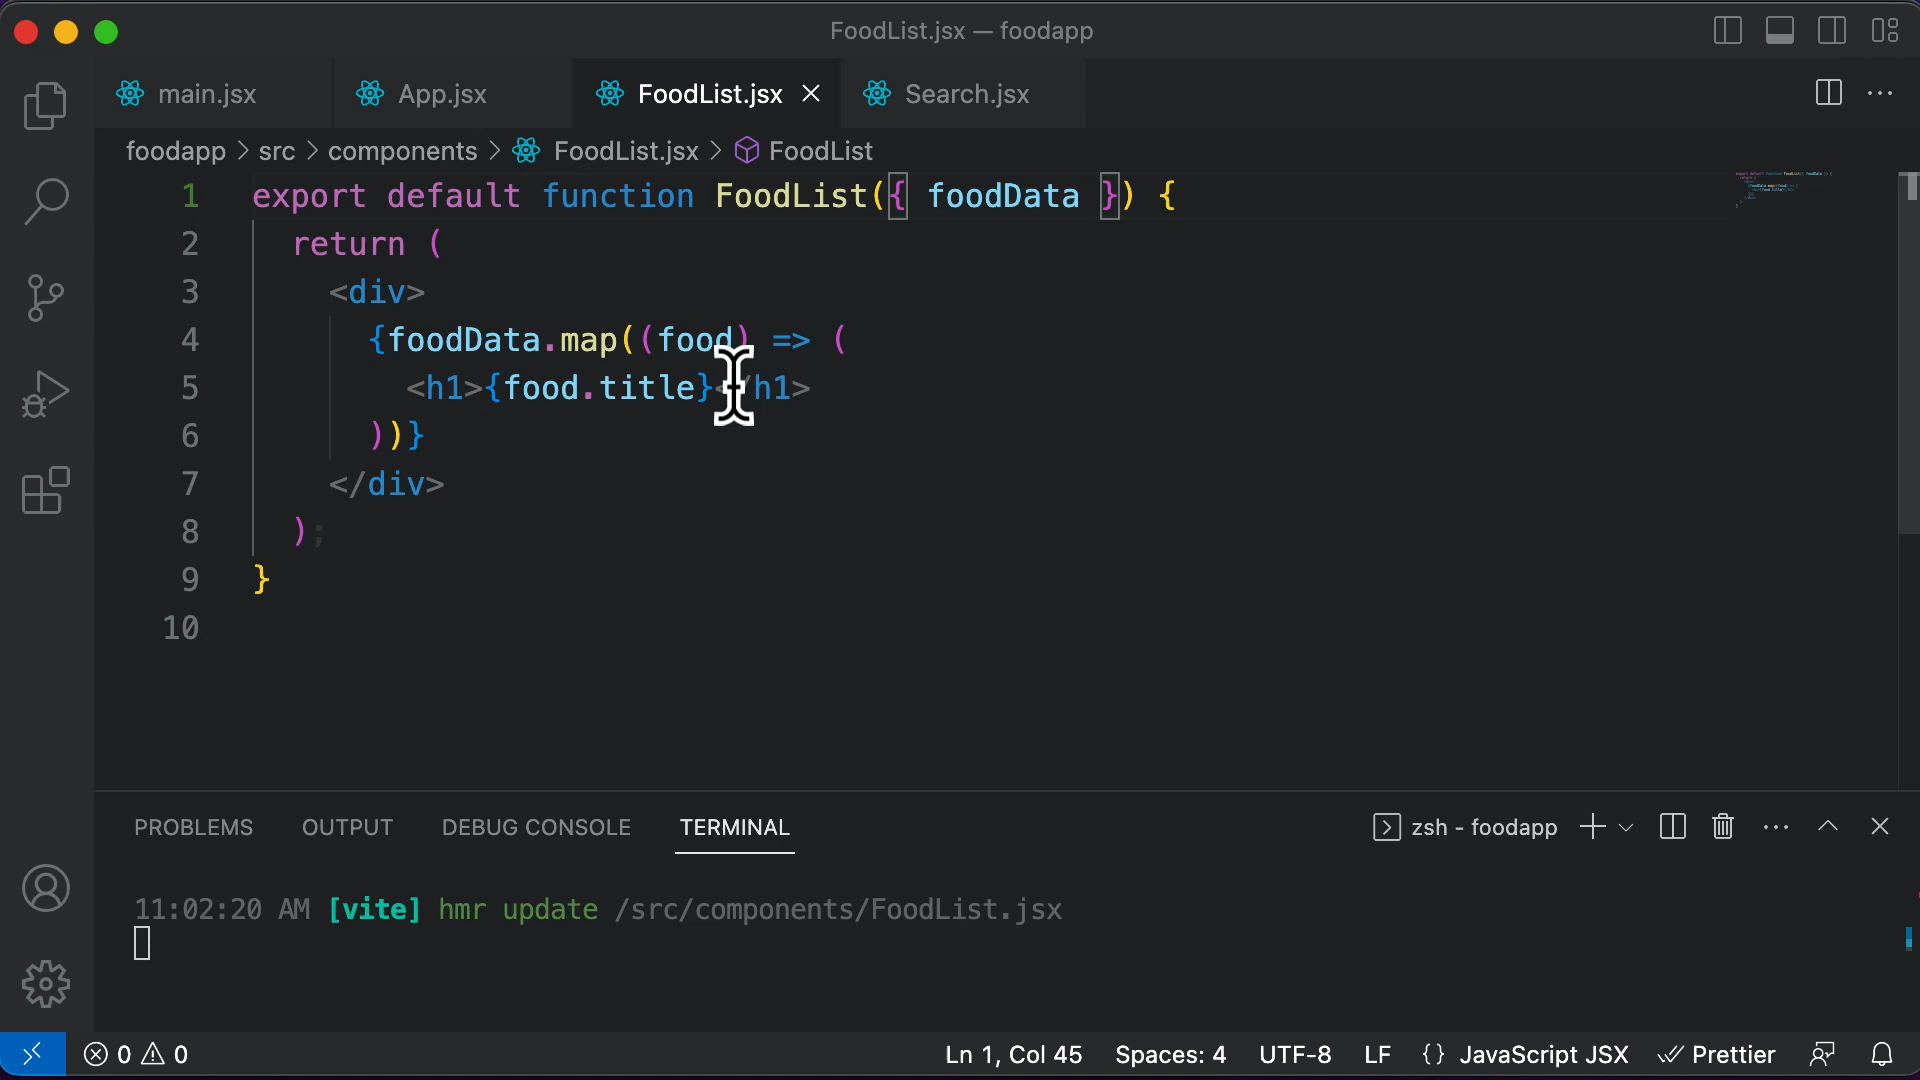 FoodList.jsx — foodapp
main.jsx App.jsx FoodList.jsx Search.jsx
foodapp > src > components > FoodList.jsx > FoodList
1 export default function FoodList({ foodData }) {
2 return (
3 <div>
4 {foodData.map((food) => (
5 <h1>{food.title}</h1>
6 ))}
7 </div>
8 );
9 }
10
PROBLEMS OUTPUT DEBUG CONSOLE TERMINAL zsh - foodapp
11:02:20 AM [vite] hmr update /src/components/FoodList.jsx
0 0 Ln 1, Col 45 Spaces: 4 UTF-8 LF {} JavaScript JSX Prettier